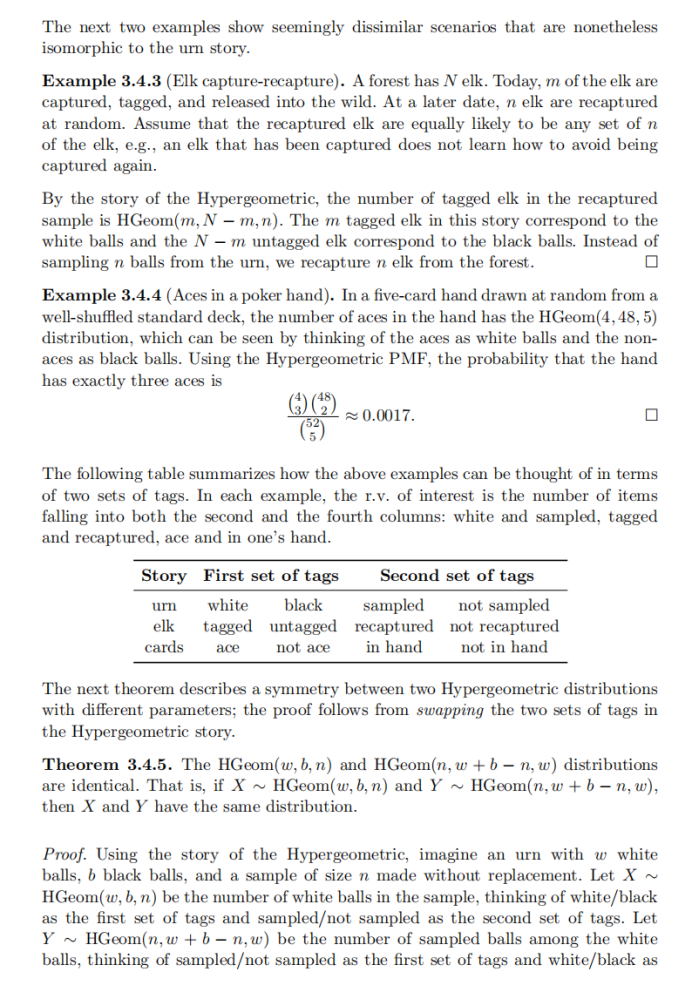 The next two examples show seemingly dissimilar scenarios that are nonetheless
isomorphic to the urn story.
Example 3.4.3 (Elk capture-recapture). A forest has N elk. Today, m of the elk are
captured, tagged, and released into the wild. At a later date, n elk are recaptured
at random. Assume that the recaptured elk are equally likely to be any set of n
of the elk, e.g., an elk that has been captured does not learn how to avoid being
captured again.
By the story of the Hypergeometric, the number of tagged elk in the recaptured
sample is HGeom(m, N − m, n). The m tagged elk in this story correspond to the
white balls and the N − m untagged elk correspond to the black balls. Instead of
sampling n balls from the urn, we recapture n elk from the forest. □
Example 3.4.4 (Aces in a poker hand). In a five-card hand drawn at random from a
well-shuffled standard deck, the number of aces in the hand has the HGeom(4, 48, 5)
distribution, which can be seen by thinking of the aces as white balls and the non-
aces as black balls. Using the Hypergeometric PMF, the probability that the hand
has exactly three aces is
\frac{\binom{4}{3}\binom{48}{2}}{\binom{52}{5}} ≈ 0.0017. □
The following table summarizes how the above examples can be thought of in terms
of two sets of tags. In each example, the r.v. of interest is the number of items
falling into both the second and the fourth columns: white and sampled, tagged
and recaptured, ace and in one's hand.
Story First set of tags Second set of tags
urn white black sampled not sampled
elk tagged untagged recaptured not recaptured
cards ace not ace in hand not in hand
The next theorem describes a symmetry between two Hypergeometric distributions
with different parameters; the proof follows from swapping the two sets of tags in
the Hypergeometric story.
Theorem 3.4.5. The HGeom(w, b, n) and HGeom(n, w + b − n, w) distributions
are identical. That is, if X ∼ HGeom(w, b, n) and Y ∼ HGeom(n, w + b − n, w),
then X and Y have the same distribution.
Proof. Using the story of the Hypergeometric, imagine an urn with w white
balls, b black balls, and a sample of size n made without replacement. Let X ∼
HGeom(w, b, n) be the number of white balls in the sample, thinking of white/black
as the first set of tags and sampled/not sampled as the second set of tags. Let
Y ∼ HGeom(n, w + b − n, w) be the number of sampled balls among the white
balls, thinking of sampled/not sampled as the first set of tags and white/black as